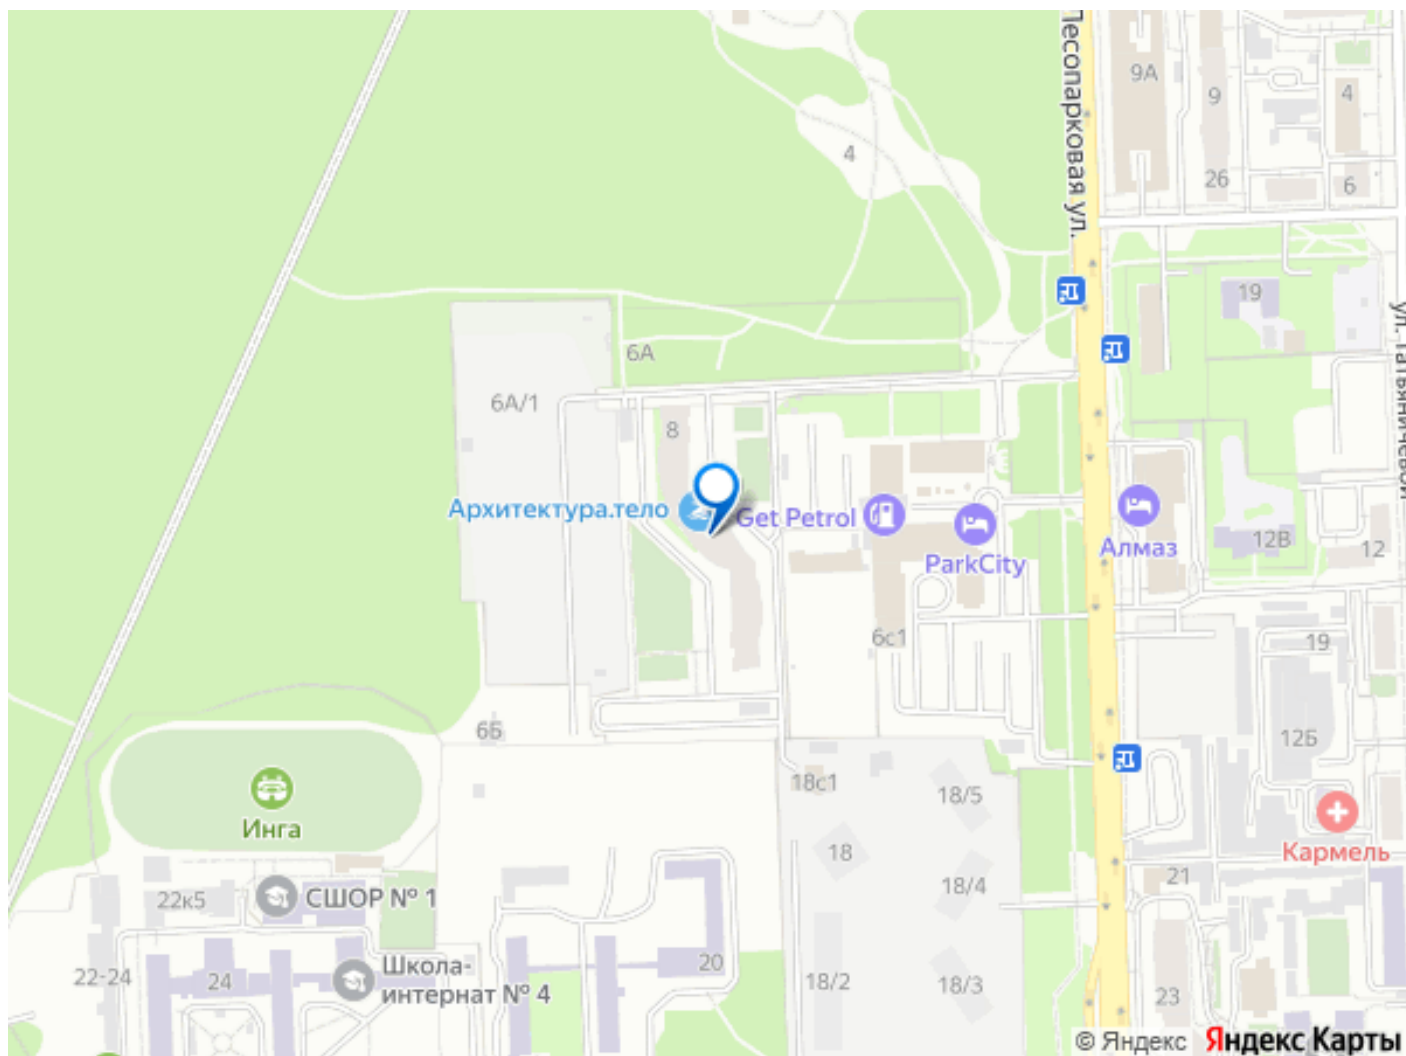 Лесопарковая ул.
9А
9
4
26
6
4
19
ул. Татьяничевой
6А
6А/1
8
Архитектура.тело
Get Petrol
ParkCity
Алмаз
12В
12
6с1
19
6Б
12Б
18с1
18/5
Инга
18
Кармель
18/4
21
22к5
СШОР № 1
20
Школа-
интернат № 4
22-24
24
18/2
18/3
23
© Яндекс
Яндекс Карты